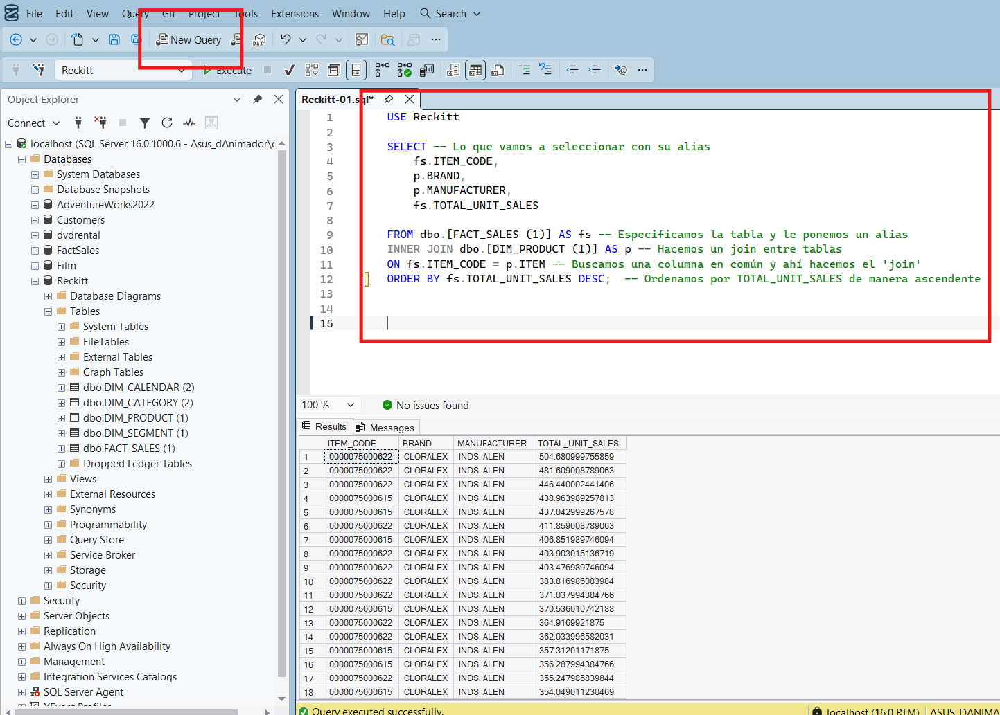 File Edit View Query Git Project Tools Extensions Window Help Search
New Query DAX
Reckitt Execute
Object Explorer
Connect
localhost (SQL Server 16.0.1000.6 - Asus_dAnimador\
Databases
System Databases
Database Snapshots
AdventureWorks2022
Customers
dvdrental
FactSales
Film
Reckitt
Database Diagrams
Tables
System Tables
FileTables
External Tables
Graph Tables
dbo.DIM_CALENDAR (2)
dbo.DIM_CATEGORY (2)
dbo.DIM_PRODUCT (1)
dbo.DIM_SEGMENT (1)
dbo.FACT_SALES (1)
Dropped Ledger Tables
Views
External Resources
Synonyms
Programmability
Query Store
Service Broker
Storage
Security
Security
Server Objects
Replication
Always On High Availability
Management
Integration Services Catalogs
SQL Server Agent
XEvent Profiler
Reckitt-01.sql*
1 USE Reckitt
2
3 SELECT -- Lo que vamos a seleccionar con su alias
4 fs.ITEM_CODE,
5 p.BRAND,
6 p.MANUFACTURER,
7 fs.TOTAL_UNIT_SALES
8
9 FROM dbo.[FACT_SALES (1)] AS fs -- Especificamos la tabla y le ponemos un alias
10 INNER JOIN dbo.[DIM_PRODUCT (1)] AS p -- Hacemos un join entre tablas
11 ON fs.ITEM_CODE = p.ITEM -- Buscamos una columna en común y ahí hacemos el 'join'
12 ORDER BY fs.TOTAL_UNIT_SALES DESC; -- Ordenamos por TOTAL_UNIT_SALES de manera ascendente
13
14
15
100 % No issues found
Results Messages
ITEM_CODE BRAND MANUFACTURER TOTAL_UNIT_SALES
1 0000075000622 CLORALEX INDS. ALEN 504.680999755859
2 0000075000622 CLORALEX INDS. ALEN 481.609008789063
3 0000075000622 CLORALEX INDS. ALEN 446.440002441406
4 0000075000615 CLORALEX INDS. ALEN 438.963989257813
5 0000075000615 CLORALEX INDS. ALEN 437.042999267578
6 0000075000622 CLORALEX INDS. ALEN 411.859008789063
7 0000075000615 CLORALEX INDS. ALEN 406.851989746094
8 0000075000622 CLORALEX INDS. ALEN 403.903015136719
9 0000075000622 CLORALEX INDS. ALEN 403.476989746094
10 0000075000622 CLORALEX INDS. ALEN 383.816986083984
11 0000075000622 CLORALEX INDS. ALEN 371.037994384766
12 0000075000615 CLORALEX INDS. ALEN 370.536010742188
13 0000075000622 CLORALEX INDS. ALEN 364.9169921875
14 0000075000622 CLORALEX INDS. ALEN 362.033996582031
15 0000075000615 CLORALEX INDS. ALEN 357.31201171875
16 0000075000615 CLORALEX INDS. ALEN 356.287994384766
17 0000075000622 CLORALEX INDS. ALEN 355.247985839844
18 0000075000615 CLORALEX INDS. ALEN 354.049011230469
Query executed successfully. localhost (16.0 RTM) ASUS_DANIMA